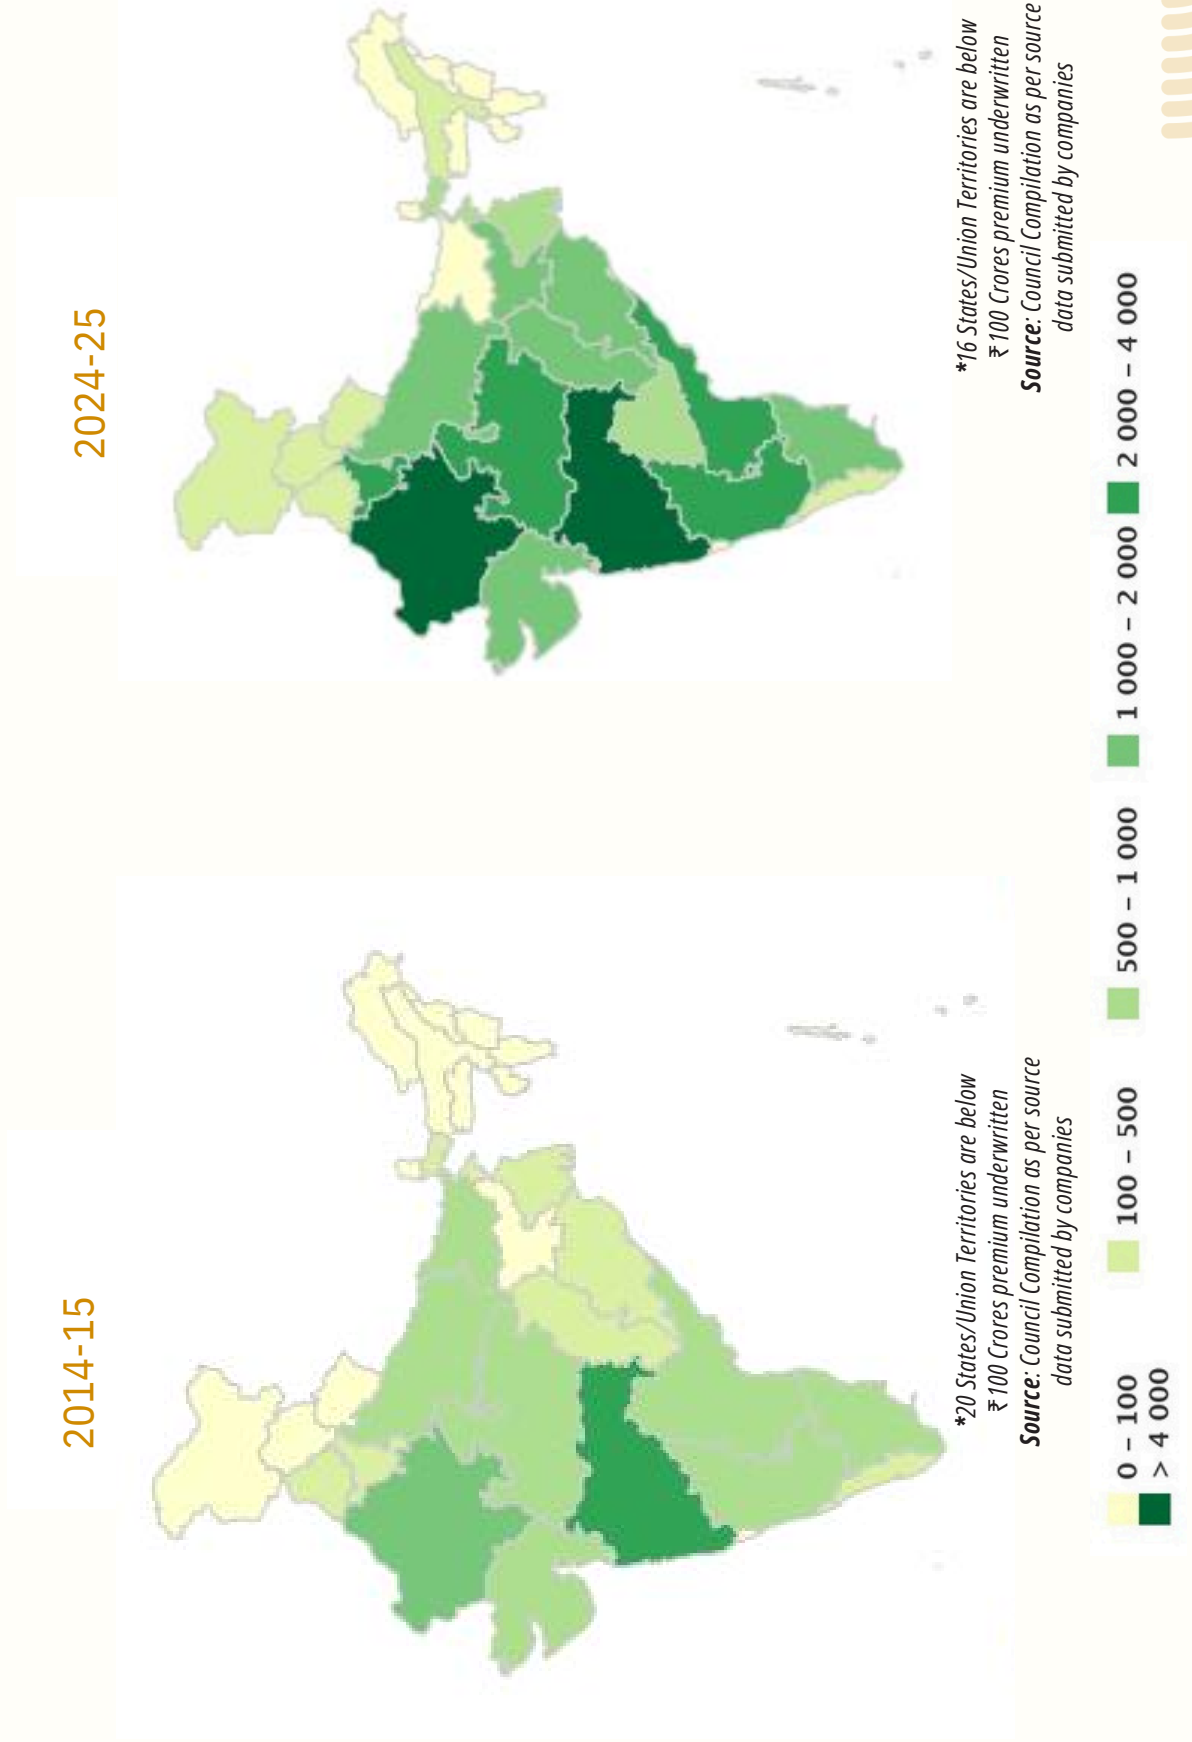 2014-15
*20 States/Union Territories are below
₹100 Crores premium underwritten
Source: Council Compilation as per source
data submitted by companies
2024-25
*16 States/Union Territories are below
₹100 Crores premium underwritten
Source: Council Compilation as per source
data submitted by companies
0 – 100
100 – 500
500 – 1 000
1 000 – 2 000
2 000 – 4 000
> 4 000